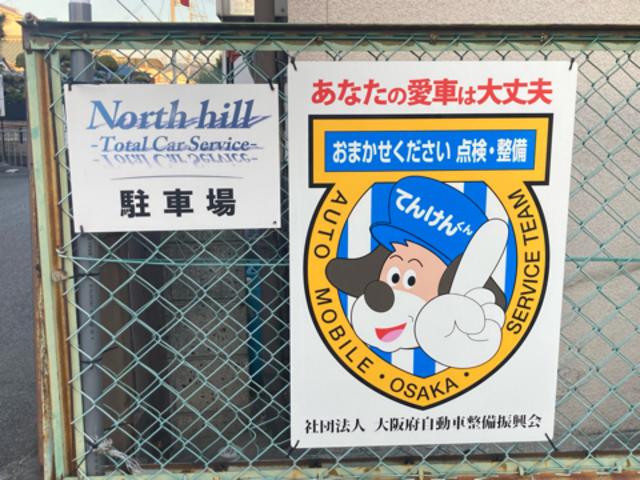 North hill
-Total Car Service-
駐車場
あなたの愛車は大丈夫
おまかせください 点検・整備
てんけんくん
AUTO MOBILE・OSAKA・SERVICE TEAM
社団法人 大阪府自動車整備振興会